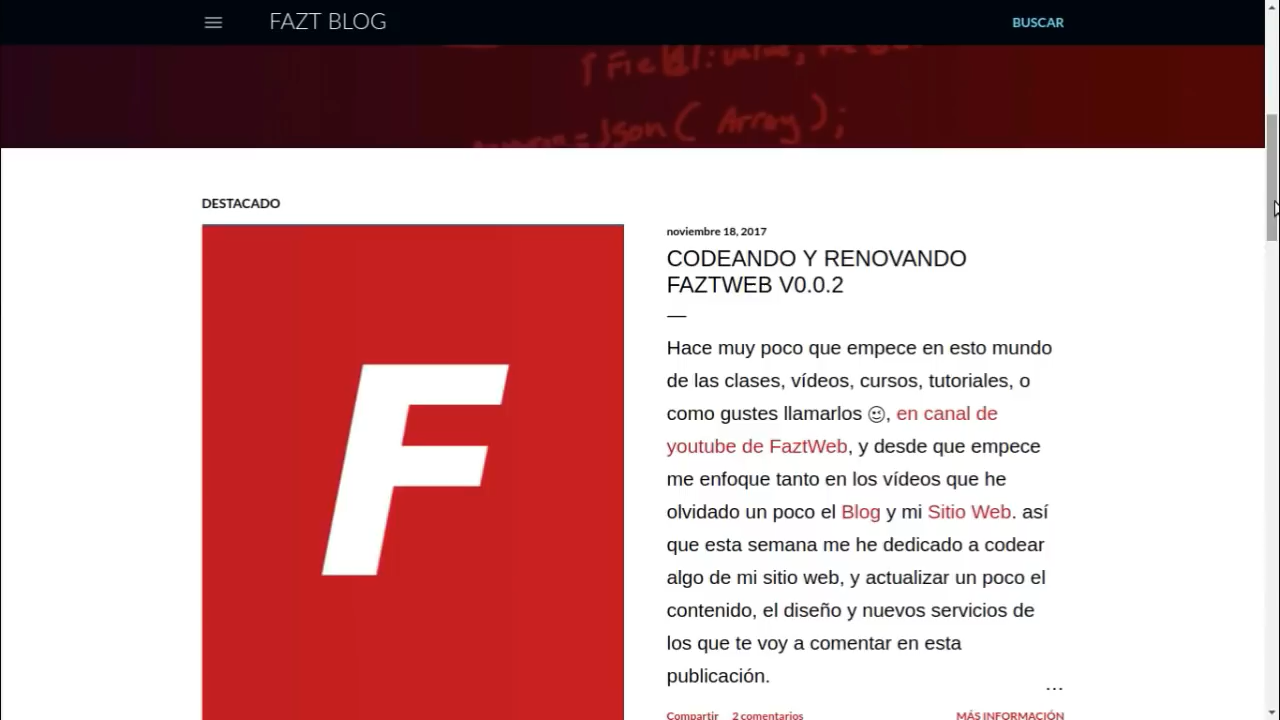 FAZT BLOG
BUSCAR
Json( Array );
DESTACADO
F
noviembre 18, 2017
CODEANDO Y RENOVANDO
FAZTWEB V0.0.2
—
Hace muy poco que empece en esto mundo
de las clases, vídeos, cursos, tutoriales, o
como gustes llamarlos 😉, en canal de
youtube de FaztWeb, y desde que empece
me enfoque tanto en los vídeos que he
olvidado un poco el Blog y mi Sitio Web. así
que esta semana me he dedicado a codear
algo de mi sitio web, y actualizar un poco el
contenido, el diseño y nuevos servicios de
los que te voy a comentar en esta
publicación.
...
Compartir 2 comentarios MÁS INFORMACIÓN